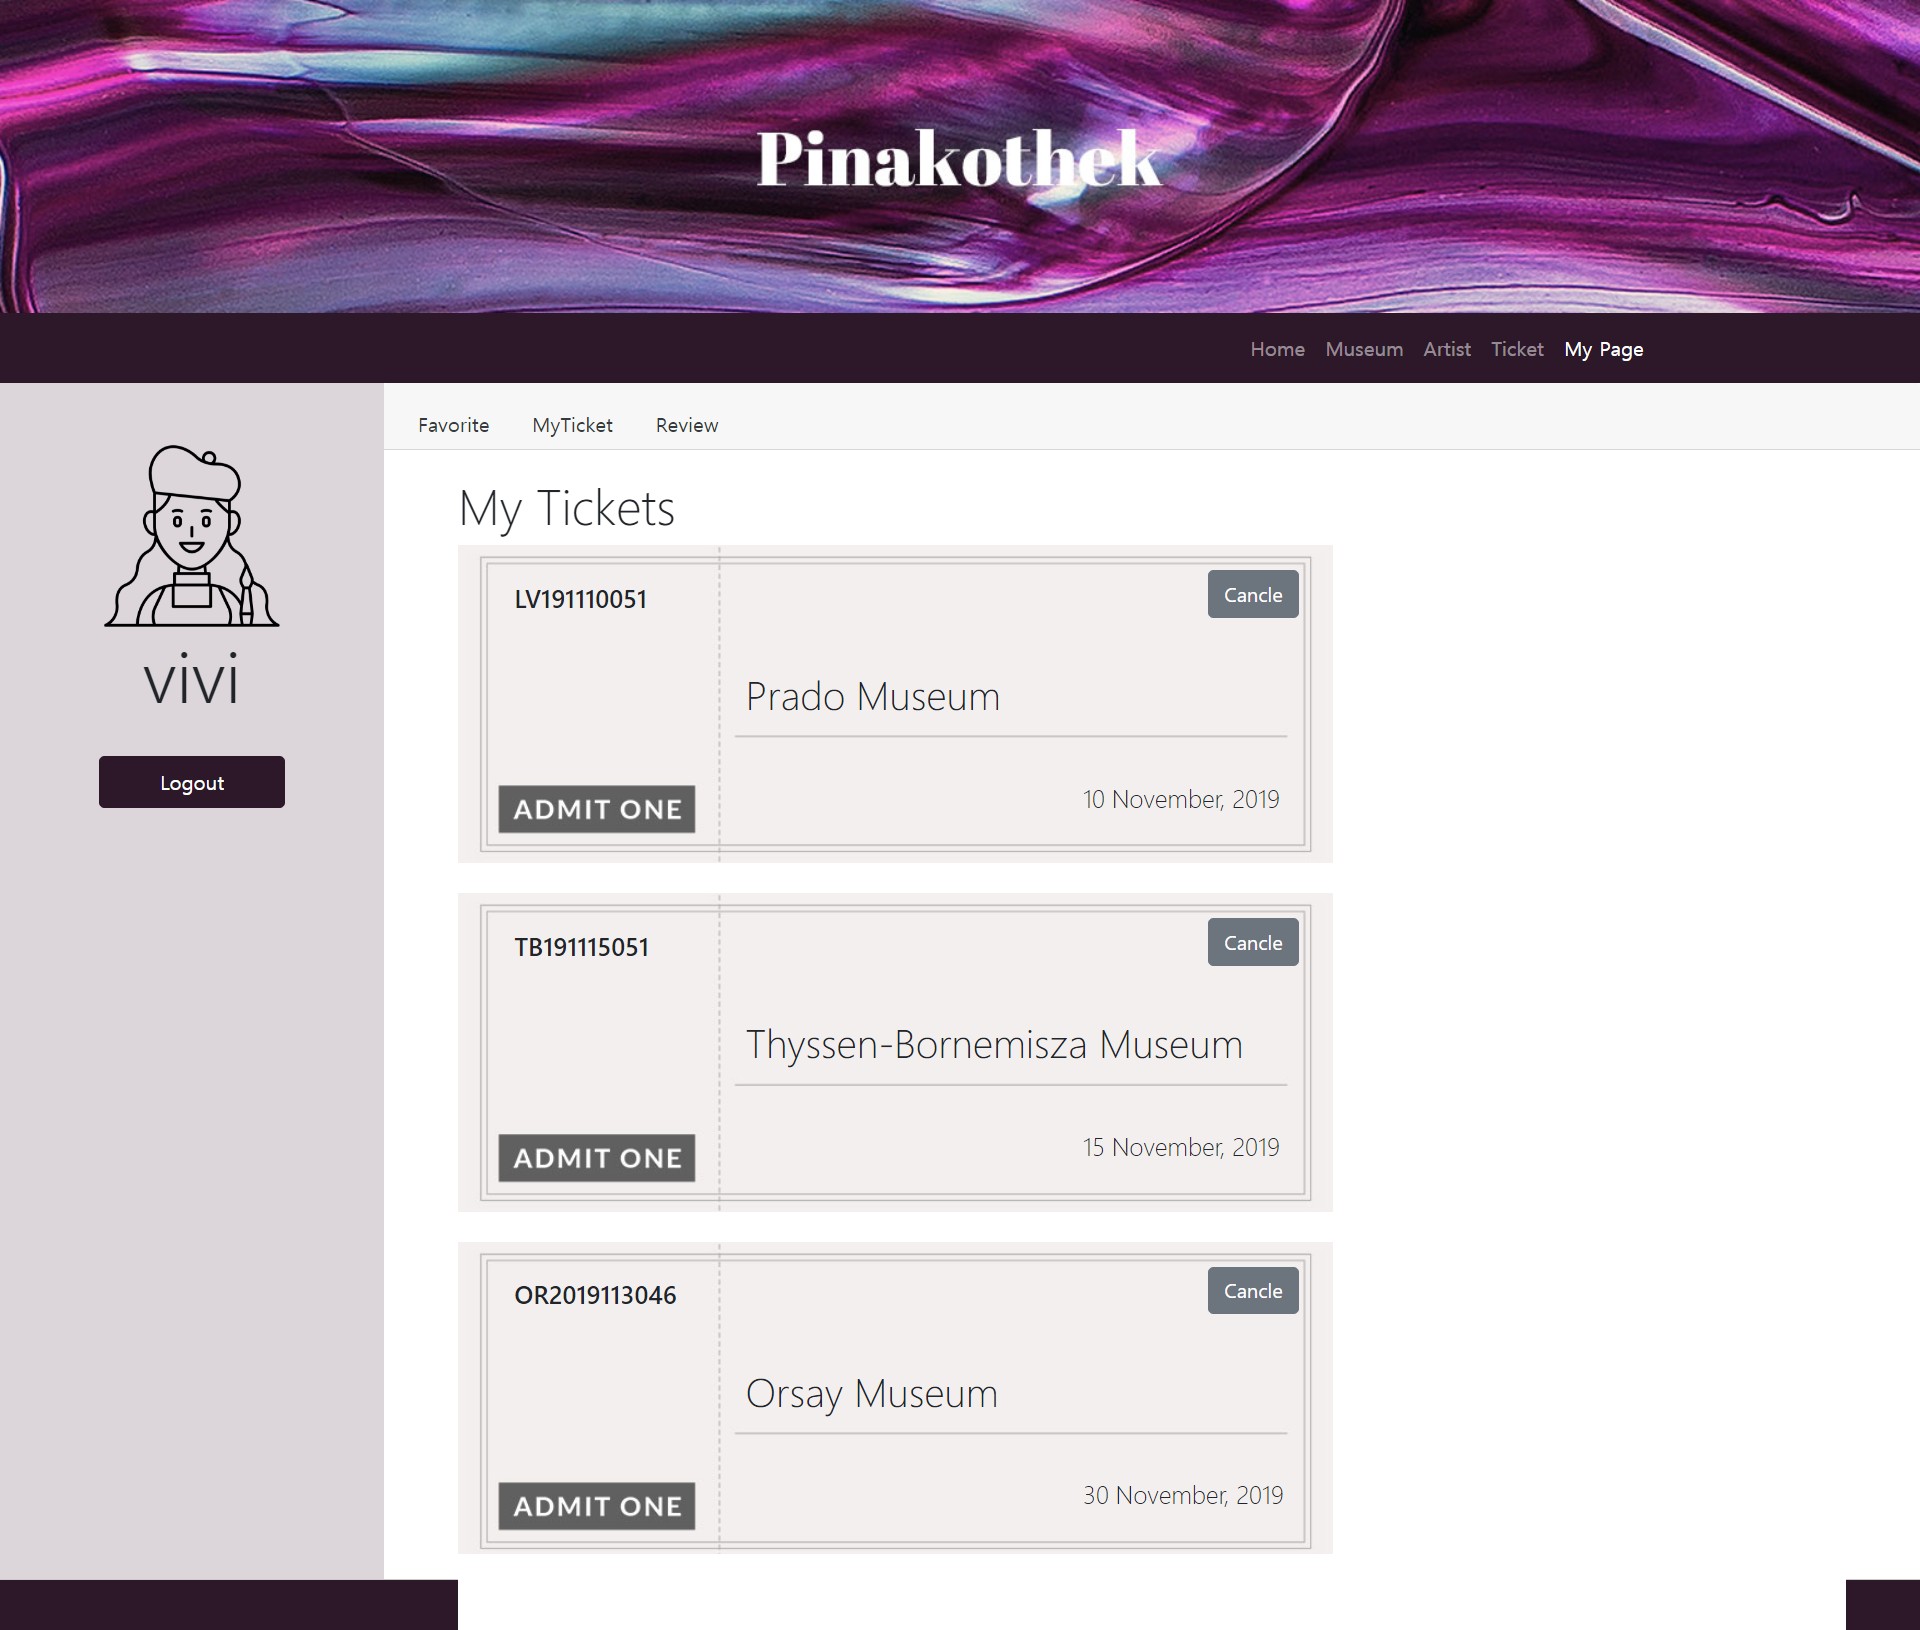 Pinakothek
Home Museum Artist Ticket My Page
Favorite MyTicket Review
vivi
Logout
My Tickets
LV191110051
Cancle
Prado Museum
10 November, 2019
ADMIT ONE
TB191115051
Cancle
Thyssen-Bornemisza Museum
15 November, 2019
ADMIT ONE
OR2019113046
Cancle
Orsay Museum
30 November, 2019
ADMIT ONE